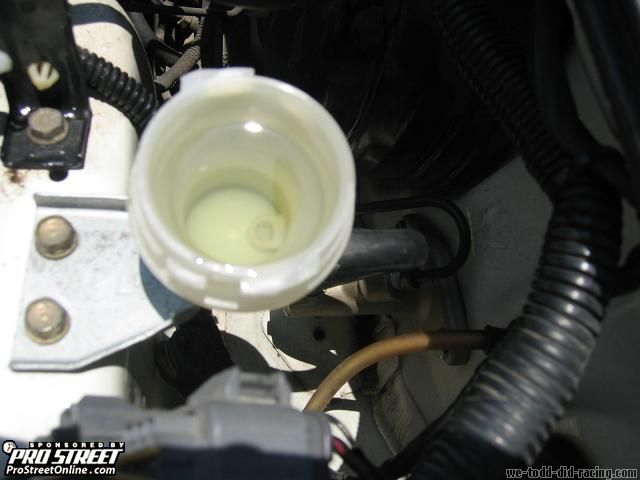 SPONSORED BY
PRO STREET
ProStreetOnline.com
we-todd-did-racing.com